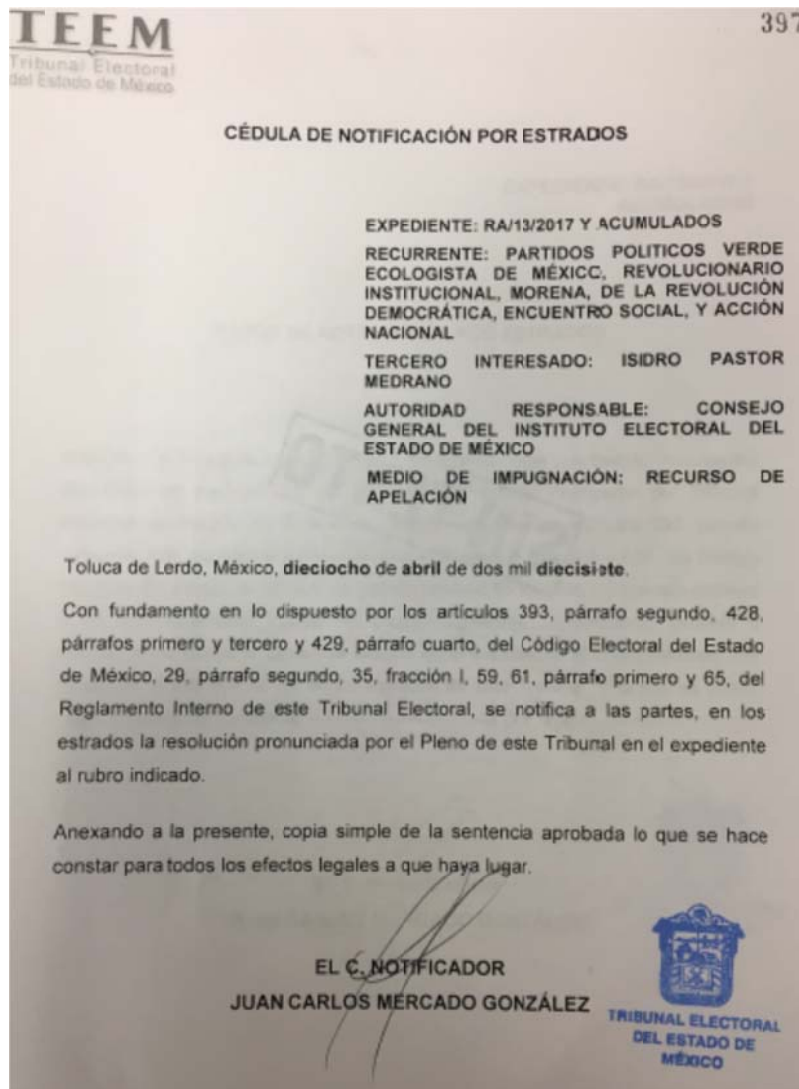 TEEM
397
Tribunal Electoral
del Estado de México
CÉDULA DE NOTIFICACIÓN POR ESTRADOS
EXPEDIENTE: RA/13/2017 Y ACUMULADOS
RECURRENTE: PARTIDOS POLITICOS VERDE
ECOLOGISTA DE MÉXICO, REVOLUCIONARIO
INSTITUCIONAL, MORENA, DE LA REVOLUCIÓN
DEMOCRÁTICA, ENCUENTRO SOCIAL, Y ACCIÓN
NACIONAL
TERCERO INTERESADO: ISIDRO PASTOR
MEDRANO
AUTORIDAD RESPONSABLE: CONSEJO
GENERAL DEL INSTITUTO ELECTORAL DEL
ESTADO DE MÉXICO
MEDIO DE IMPUGNACIÓN: RECURSO DE
APELACIÓN
Toluca de Lerdo, México, dieciocho de abril de dos mil diecisiete.
Con fundamento en lo dispuesto por los artículos 393, párrafo segundo, 428,
párrafos primero y tercero y 429, párrafo cuarto, del Código Electoral del Estado
de México, 29, párrafo segundo, 35, fracción I, 59, 61, párrafo primero y 65, del
Reglamento Interno de este Tribunal Electoral, se notifica a las partes, en los
estrados la resolución pronunciada por el Pleno de este Tribunal en el expediente
al rubro indicado.
Anexando a la presente, copia simple de la sentencia aprobada lo que se hace
constar para todos los efectos legales a que haya lugar.
EL C. NOTIFICADOR
JUAN CARLOS MERCADO GONZÁLEZ
TRIBUNAL ELECTORAL
DEL ESTADO DE
MÉXICO